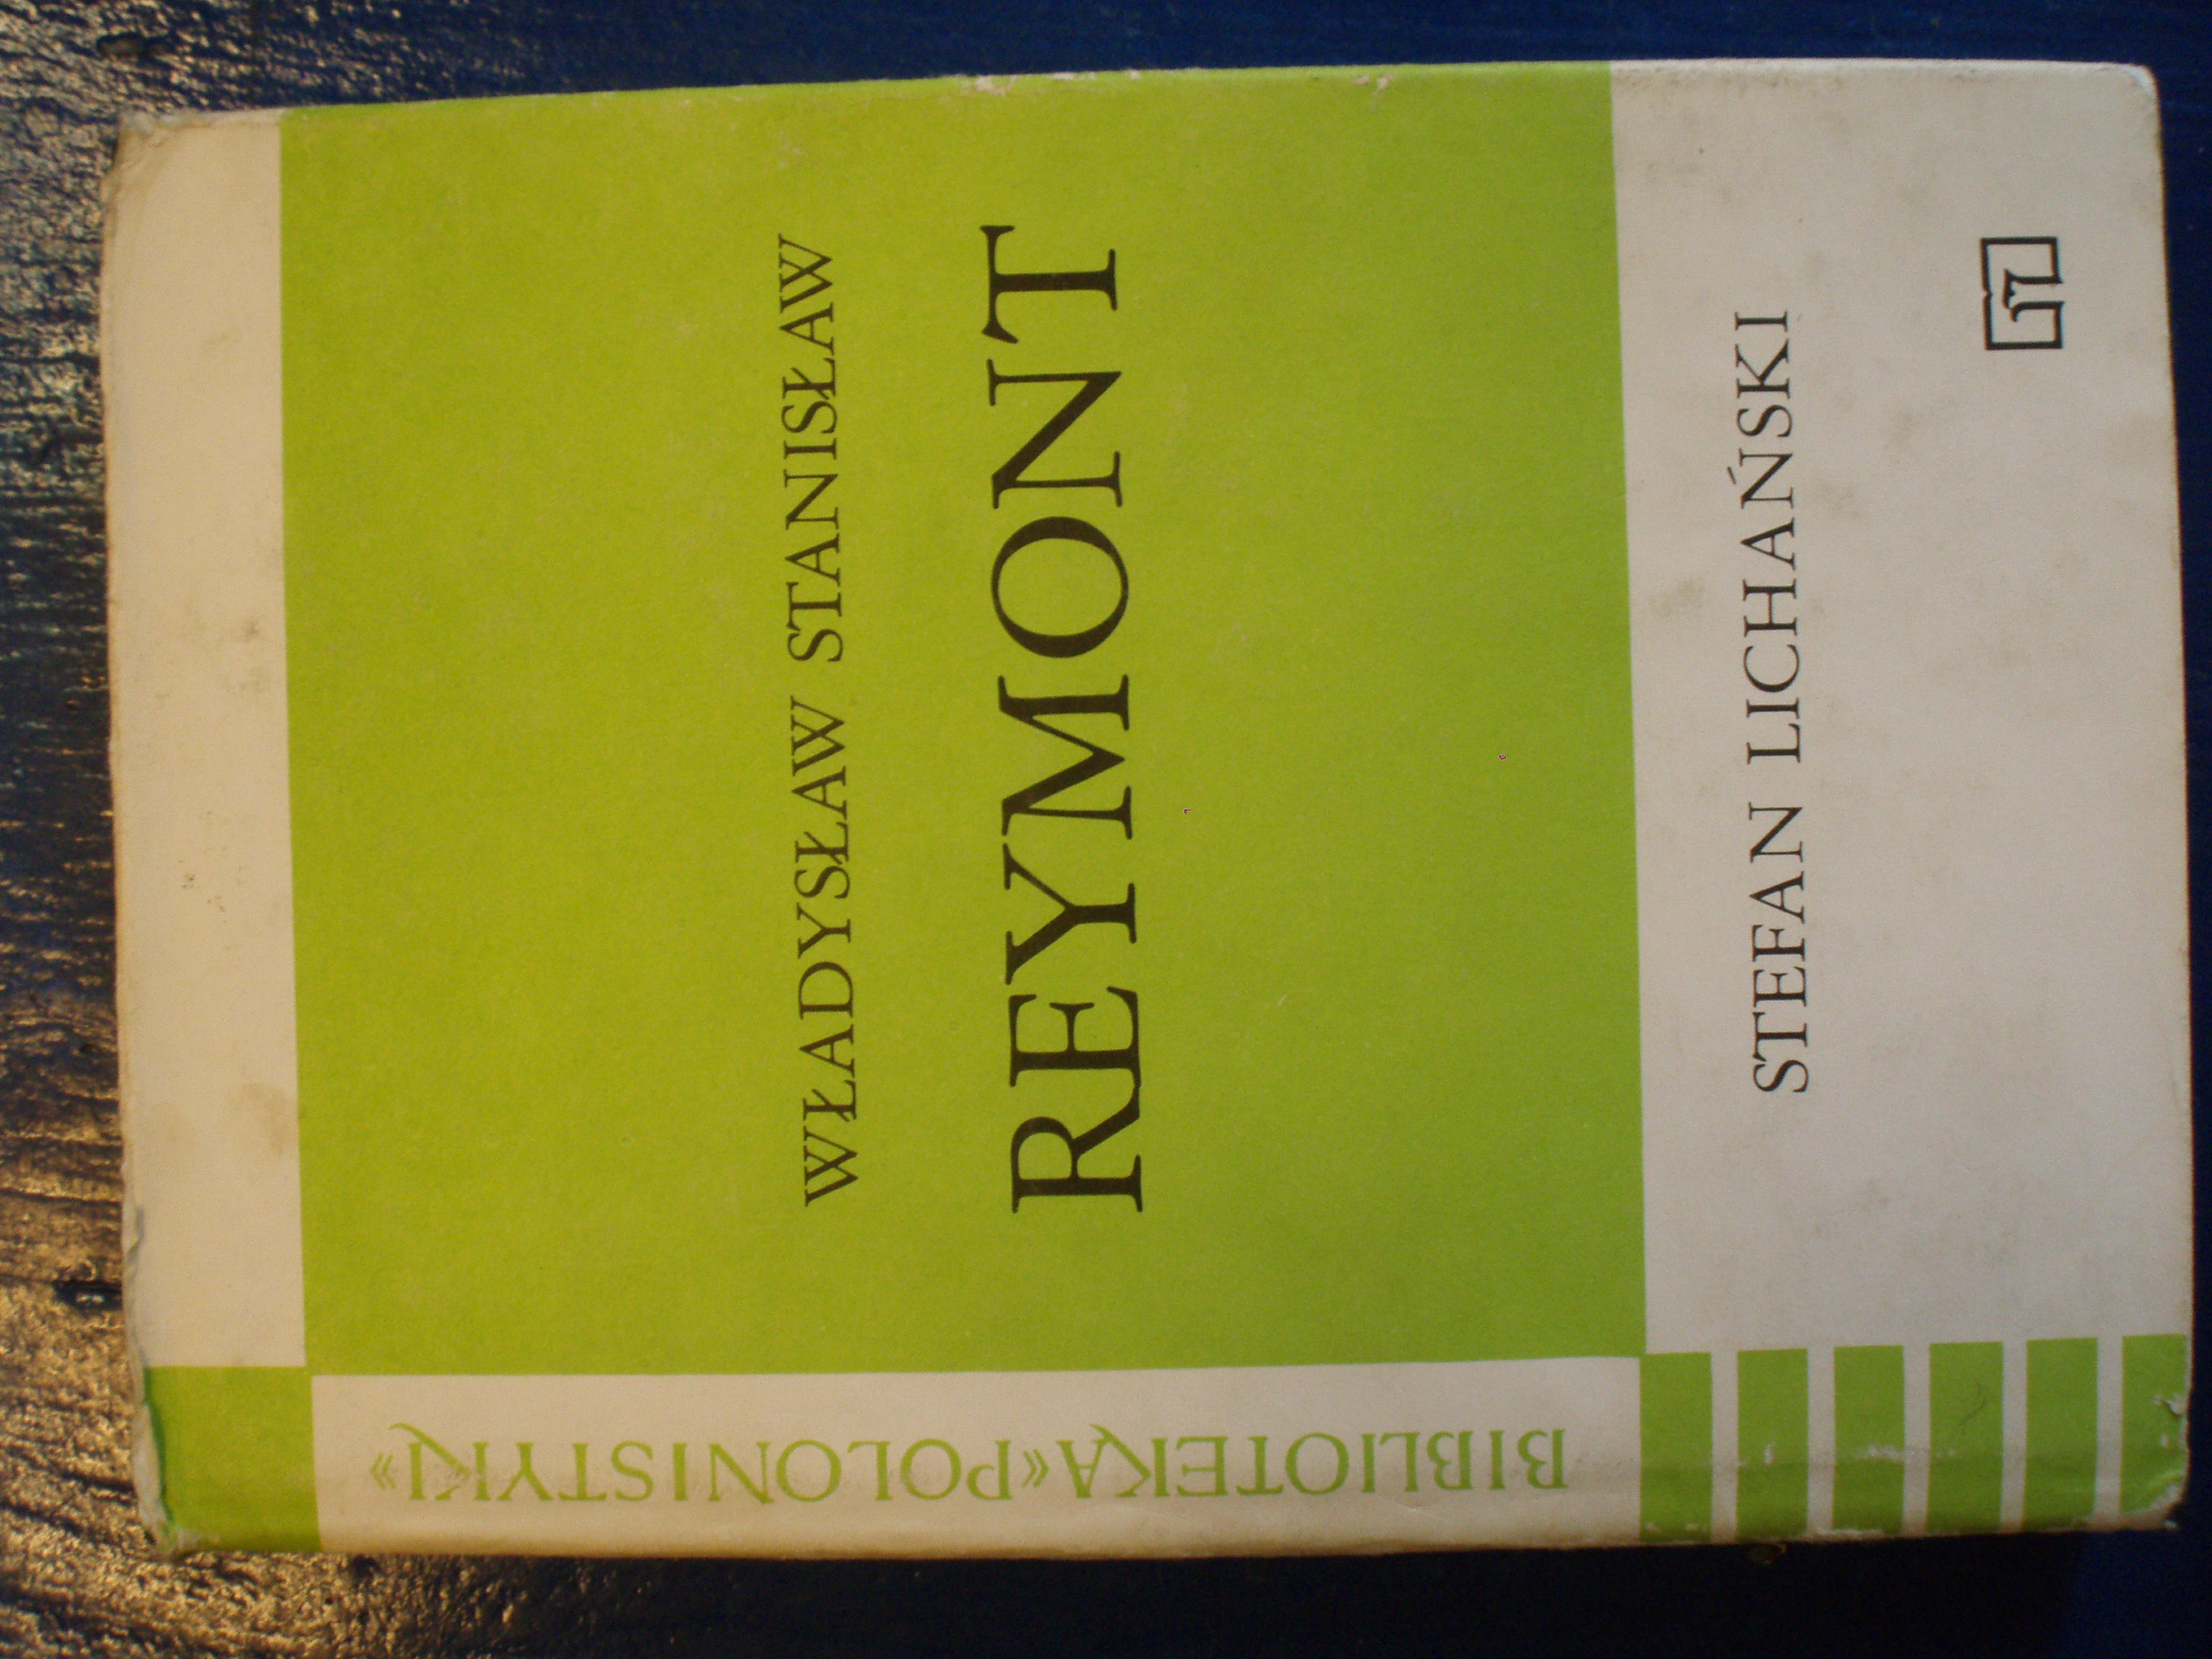 WŁADYSŁAW STANISŁAW
REYMONT
STEFAN LICHAŃSKI
BIBLIOTEKA «POLONISTYKI»